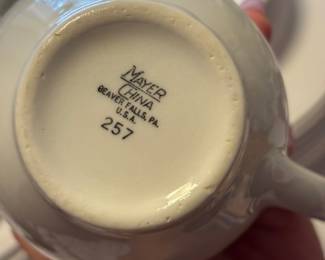 MAYER
CHINA
BEAVER FALLS, PA.
U.S.A.
257